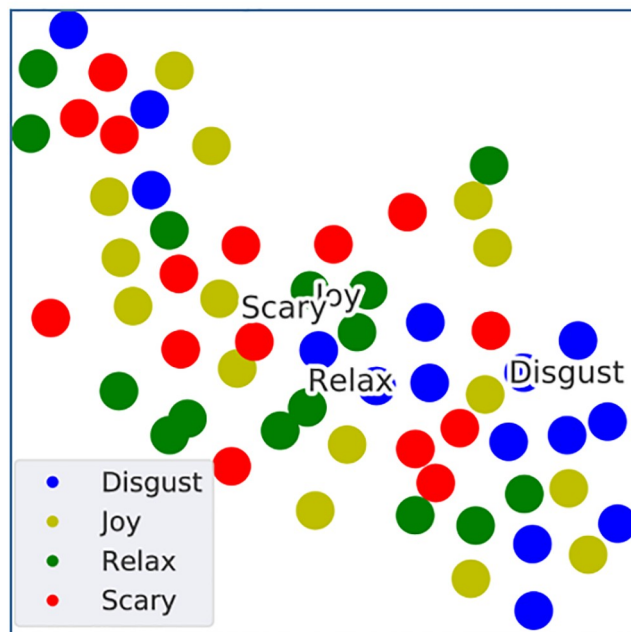 Joy
Scary
Relax
Disgust
Disgust
Joy
Relax
Scary